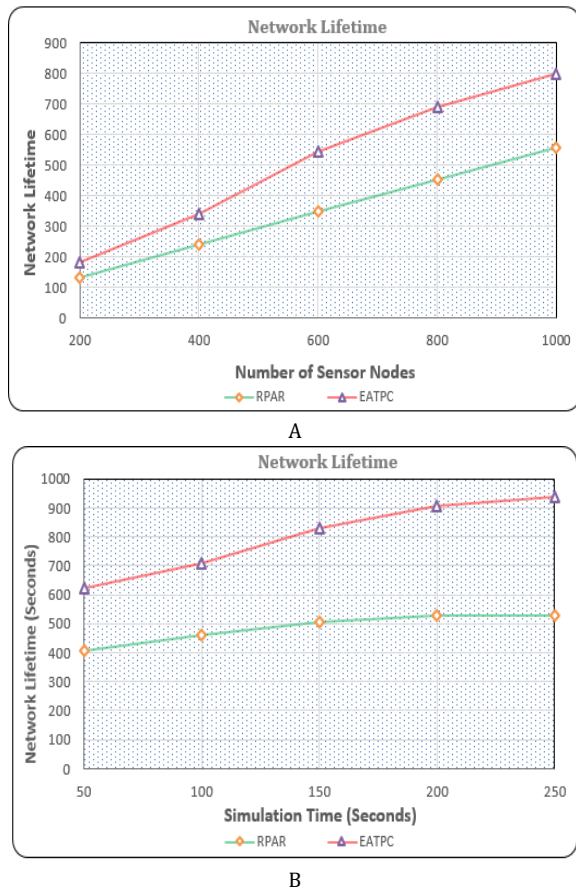 Network Lifetime
900
800
700
600
500
400
300
200
100
0
Network Lifetime
200 400 600 800 1000
Number of Sensor Nodes
RPAR EATPC
A
Network Lifetime
1000
900
800
700
600
500
400
300
200
100
0
Network Lifetime (Seconds)
50 100 150 200 250
Simulation Time (Seconds)
RPAR EATPC
B